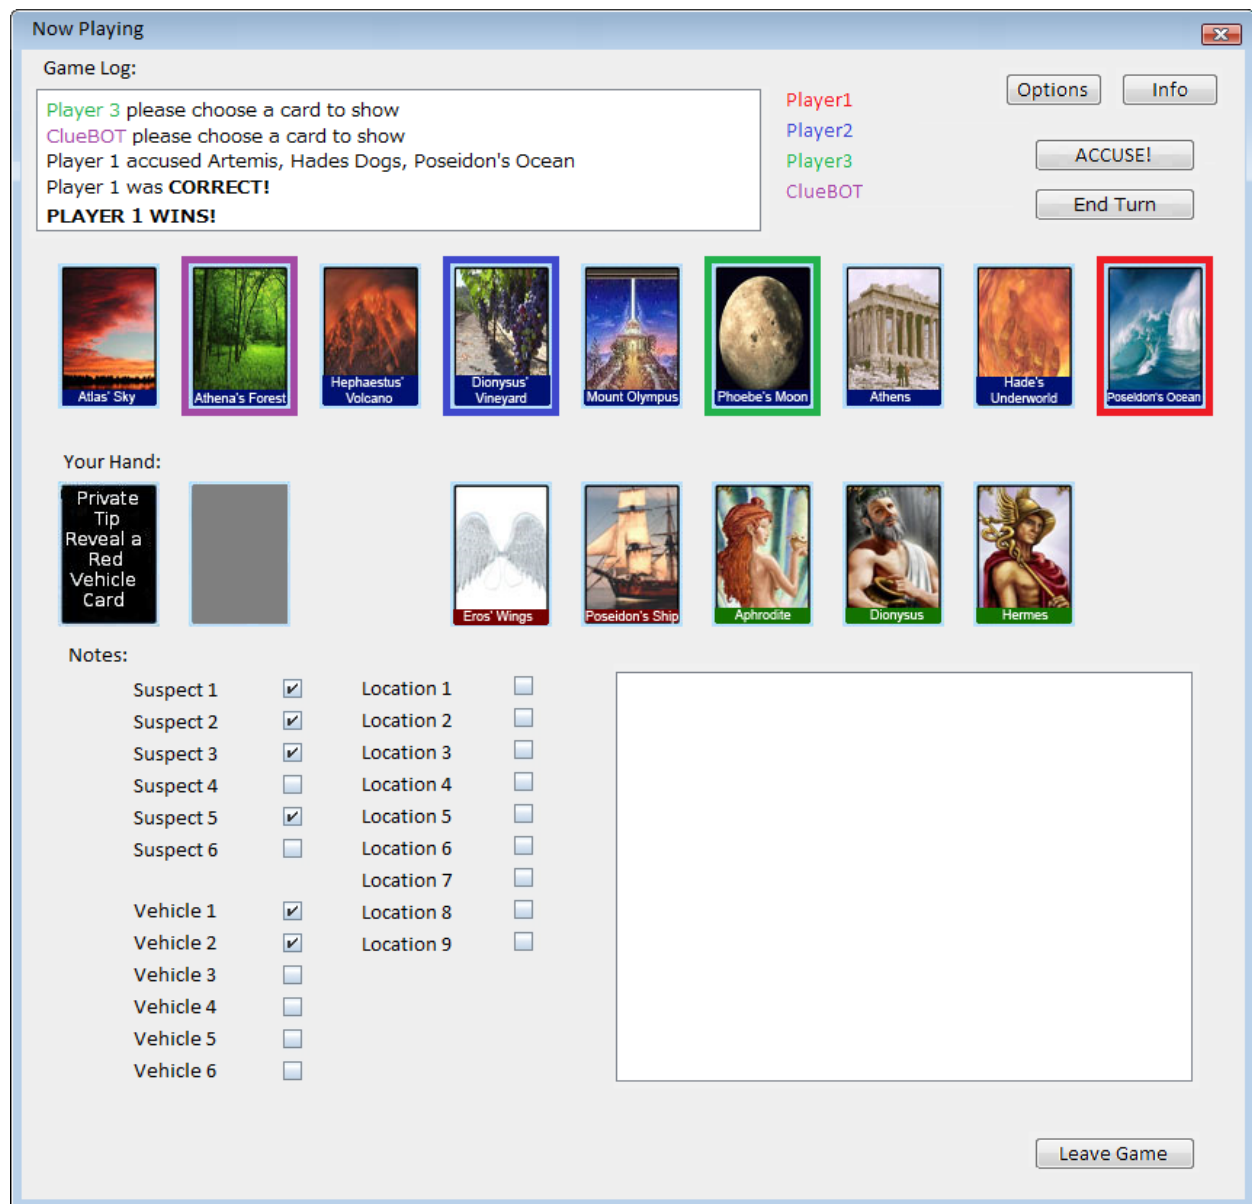 Now Playing
Game Log:
Options Info
Player 3 please choose a card to show
ClueBOT please choose a card to show
Player 1 accused Artemis, Hades Dogs, Poseidon's Ocean
Player 1 was CORRECT!
PLAYER 1 WINS!
Player1
Player2
Player3
ClueBOT
ACCUSE!
End Turn
Atlas' Sky
Athena's Forest
Hephaestus'
Volcano
Dionysus'
Vineyard
Mount Olympus
Phoebe's Moon
Athens
Hade's
Underworld
Poseidon's Ocean
Your Hand:
Private
Tip
Reveal a
Red
Vehicle
Card
Eros' Wings
Poseidon's Ship
Aphrodite
Dionysus
Hermes
Notes:
Suspect 1
Suspect 2
Suspect 3
Suspect 4
Suspect 5
Suspect 6
Vehicle 1
Vehicle 2
Vehicle 3
Vehicle 4
Vehicle 5
Vehicle 6
Location 1
Location 2
Location 3
Location 4
Location 5
Location 6
Location 7
Location 8
Location 9
Leave Game